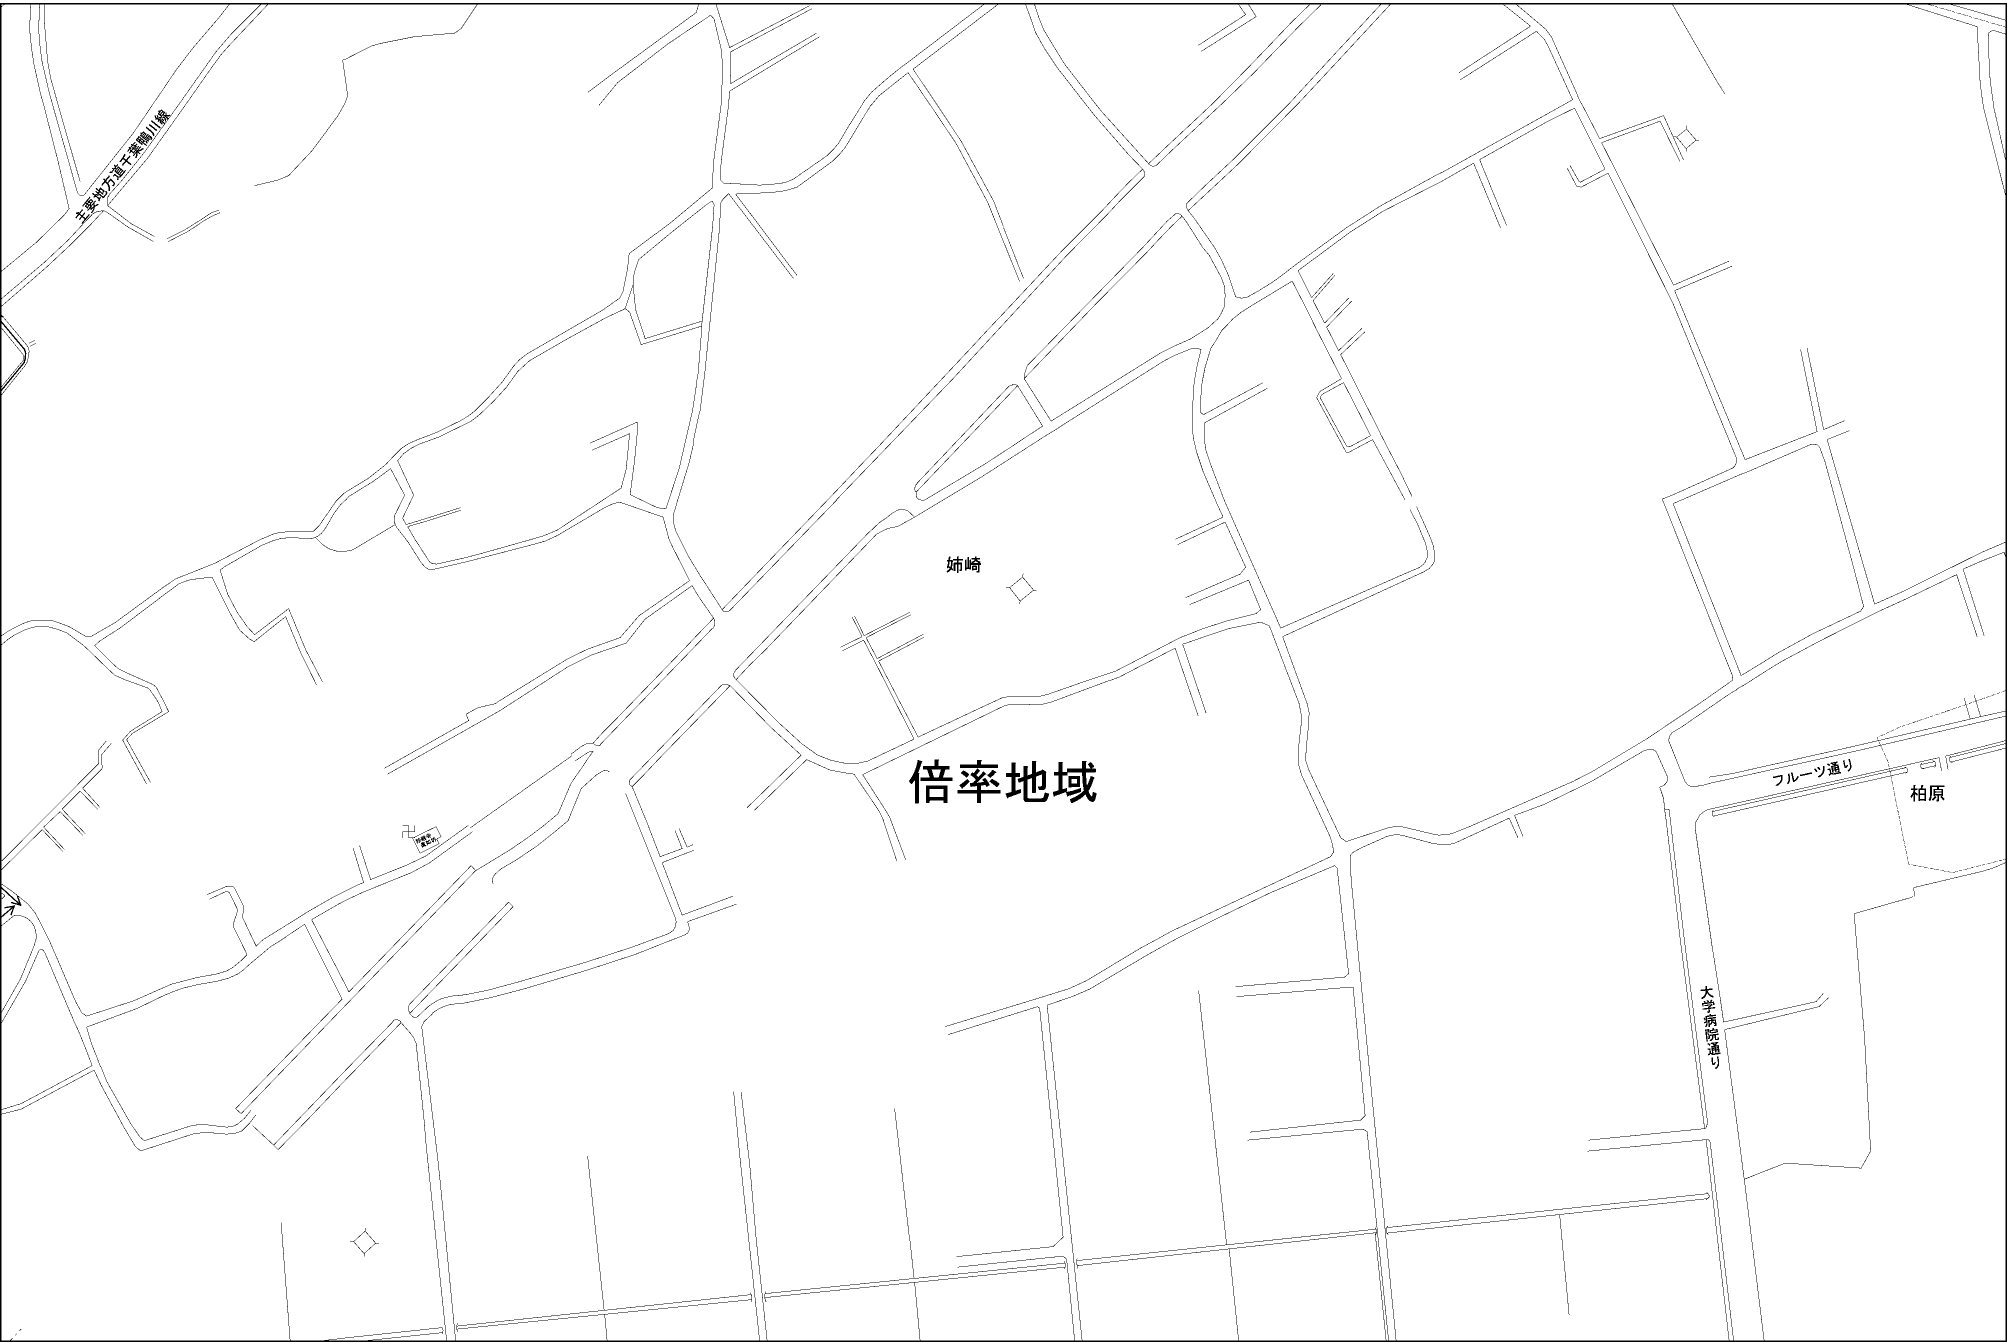 主要地方道千葉鴨川線
姉崎
倍率地域
フルーツ通り
柏原
大学病院通り